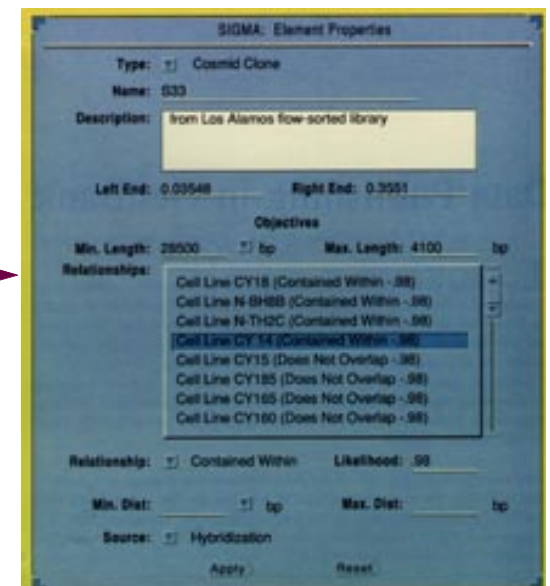 SIGMA: Element Properties
Type: Cosmid Clone
Name: S33
Description: from Los Alamos flow-sorted library
Left End: 0.03548 Right End: 0.3551
Objectives
Min. Length: 28500 bp Max. Length: 4100 bp
Relationships:
Cell Line CY18 (Contained Within -.98)
Cell Line N-BH8B (Contained Within -.98)
Cell Line N-TH2C (Contained Within -.98)
Cell Line CY 14 (Contained Within -.98)
Cell Line CY15 (Does Not Overlap -.98)
Cell Line CY185 (Does Not Overlap -.98)
Cell Line CY165 (Does Not Overlap -.98)
Cell Line CY160 (Does Not Overlap -.98)
Relationship: Contained Within Likelihood: .98
Min. Dist: bp Max. Dist: bp
Source: Hybridization
Apply Reset